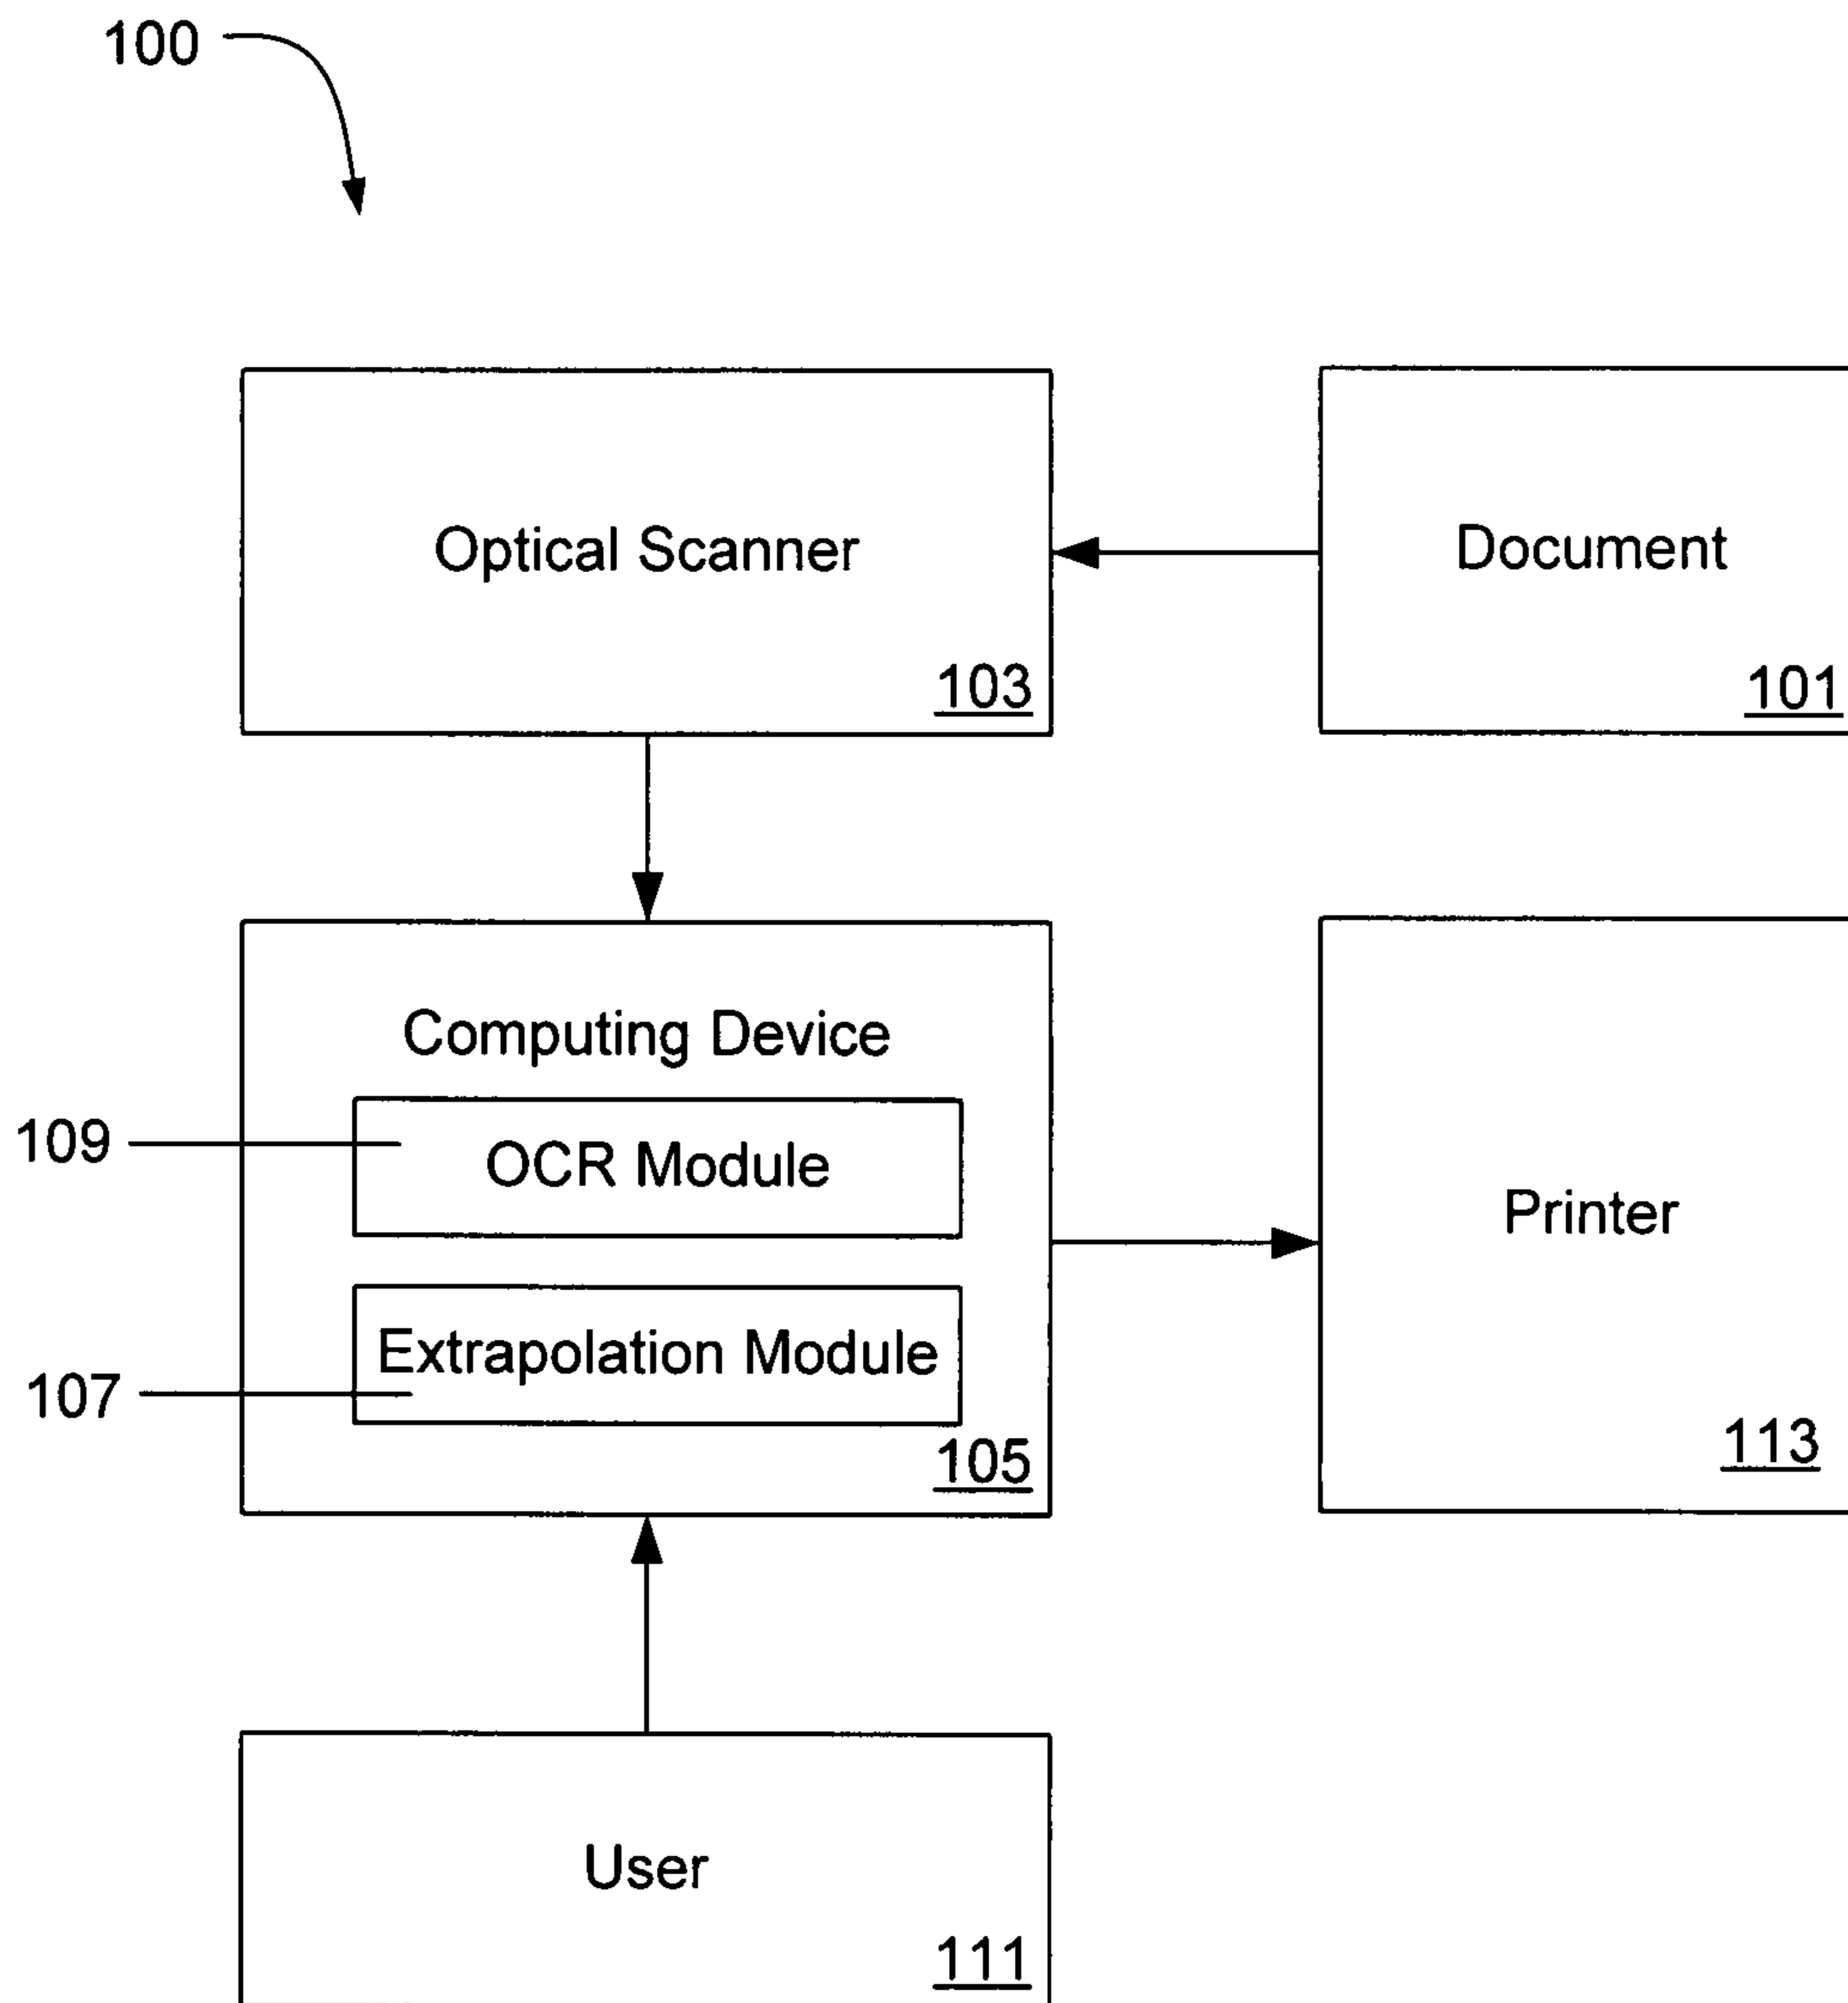 100
Optical Scanner
103
Document
101
Computing Device
109
OCR Module
Extrapolation Module
107
105
Printer
113
User
111